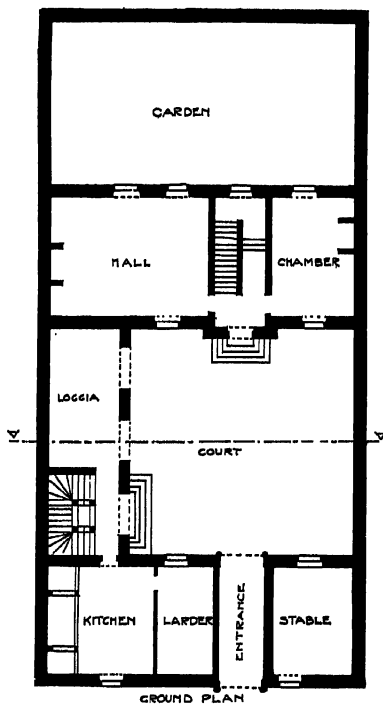 GARDEN
HALL
CHAMBER
LOGGIA
A A
COURT
KITCHEN
LARDER
ENTRANCE
STABLE
GROUND PLAN